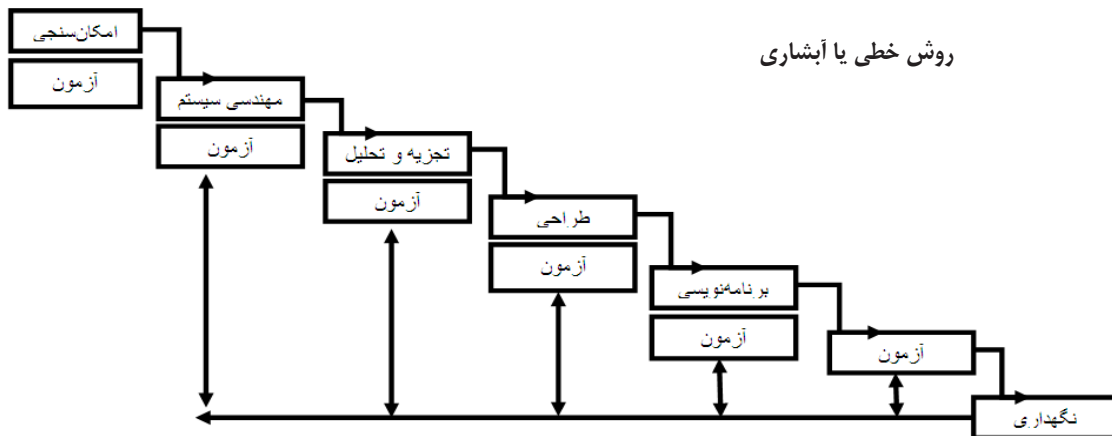 روش خطی یا آبشاری
امکان‌سنجی
آزمون
مهندسی سیستم
آزمون
تجزیه و تحلیل
آزمون
طراحی
آزمون
برنامه‌نویسی
آزمون
آزمون
نگهداری